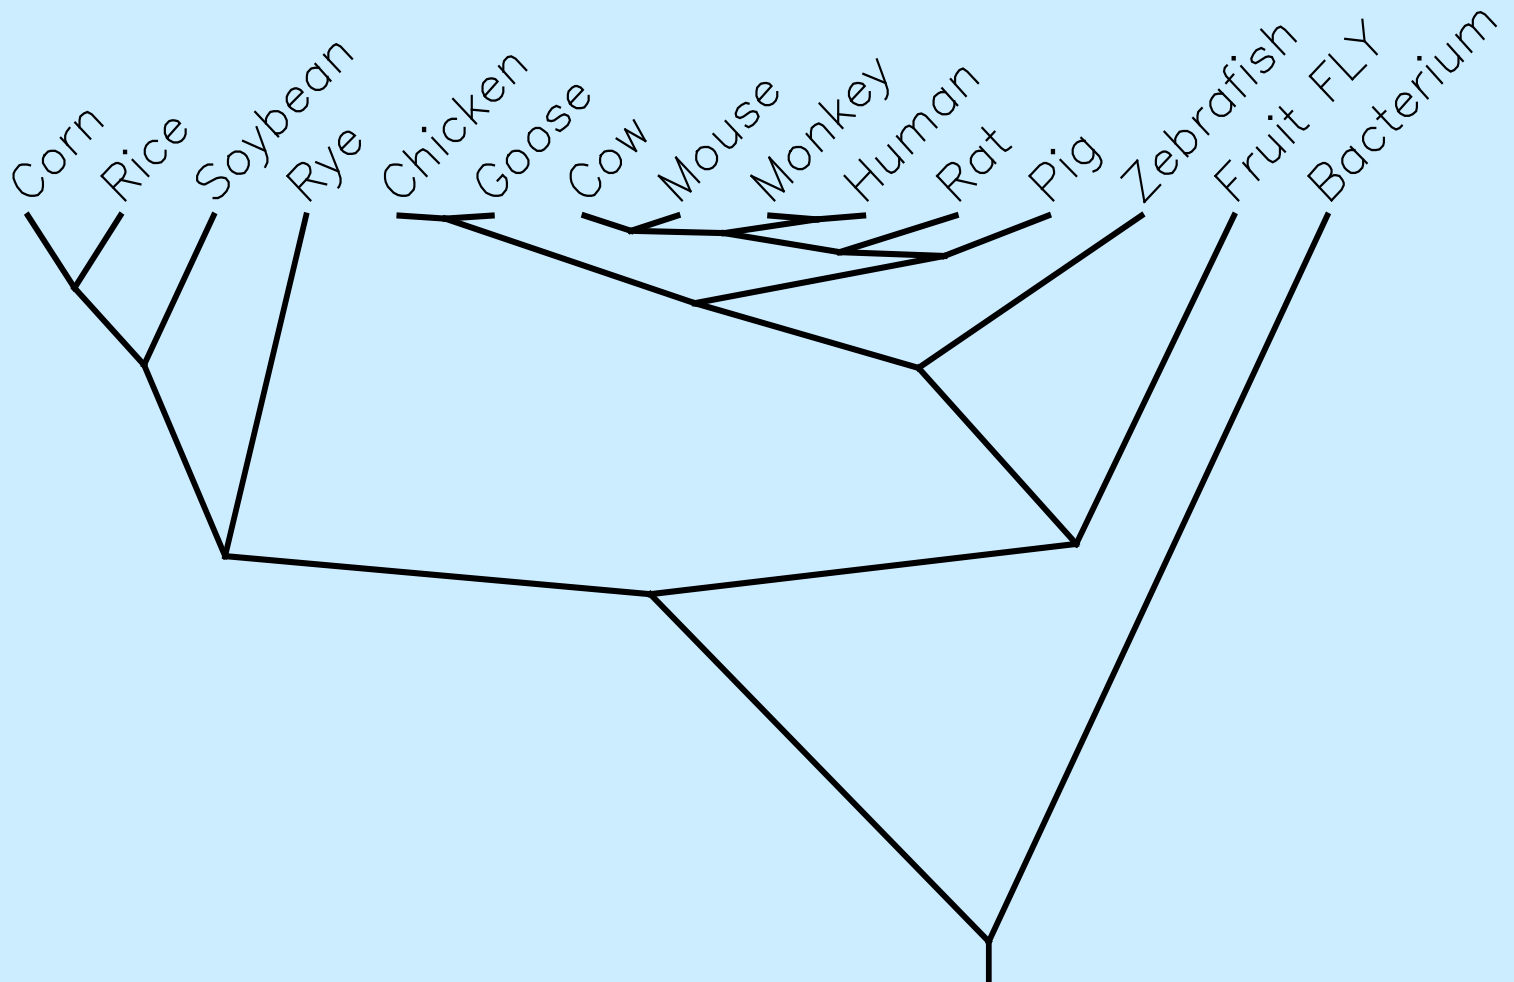 Corn
Rice
Soybean
Rye
Chicken
Goose
Cow
Mouse
Monkey
Human
Rat
Pig
Zebrafish
Fruit FLY
Bacterium